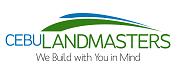 CEBULANDMASTERS
We Build with You in Mind